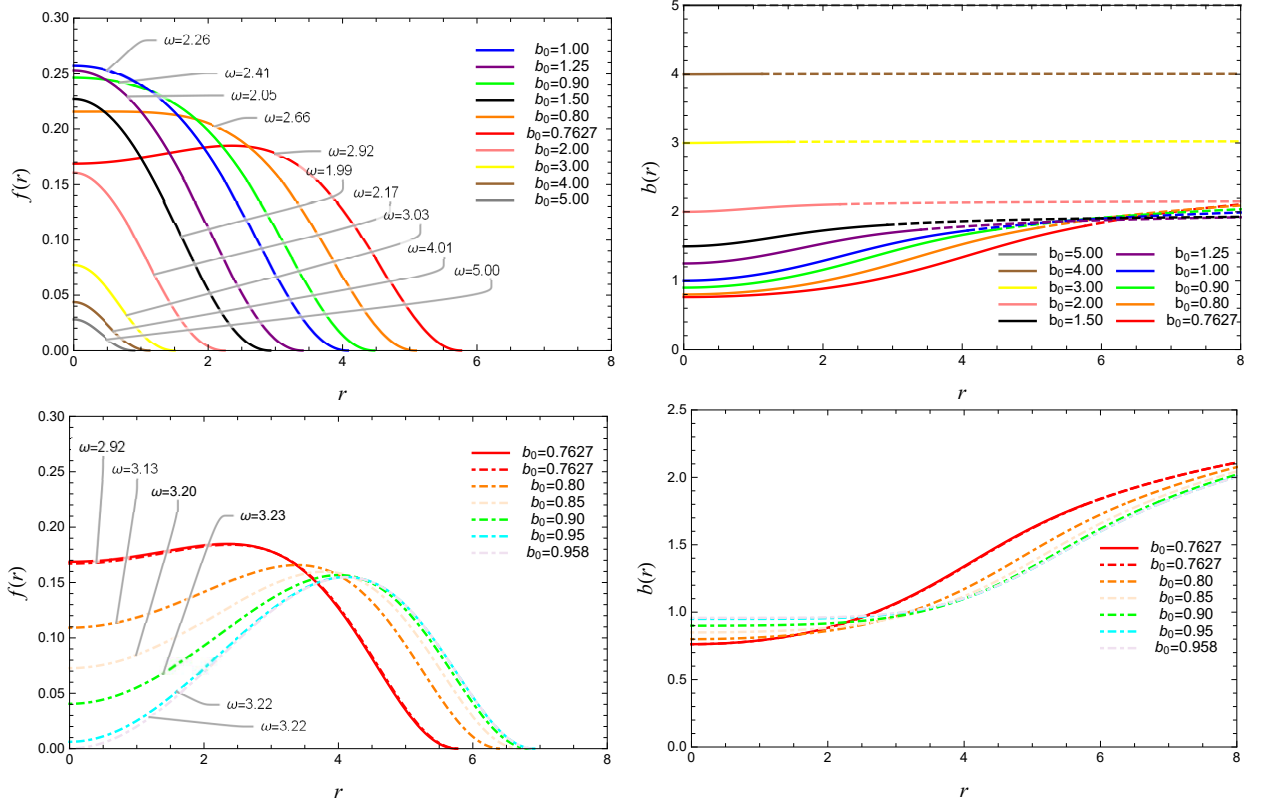 0.30
0.25
0.20
0.15
0.10
0.05
0.00
f(r)
0
2
4
6
8
r
ω=2.26
ω=2.41
ω=2.05
ω=2.66
ω=2.92
ω=1.99
ω=2.17
ω=3.03
ω=4.01
ω=5.00
b₀=1.00
b₀=1.25
b₀=0.90
b₀=1.50
b₀=0.80
b₀=0.7627
b₀=2.00
b₀=3.00
b₀=4.00
b₀=5.00
5
4
3
2
1
0
b(r)
0
2
4
6
8
r
b₀=5.00 b₀=1.25
b₀=4.00 b₀=1.00
b₀=3.00 b₀=0.90
b₀=2.00 b₀=0.80
b₀=1.50 b₀=0.7627
0.30
0.25
0.20
0.15
0.10
0.05
0.00
f(r)
0
2
4
6
8
r
ω=2.92
ω=3.13
ω=3.20
ω=3.23
ω=3.22
ω=3.22
b₀=0.7627
b₀=0.7627
b₀=0.80
b₀=0.85
b₀=0.90
b₀=0.95
b₀=0.958
2.5
2.0
1.5
1.0
0.5
0.0
b(r)
0
2
4
6
8
r
b₀=0.7627
b₀=0.7627
b₀=0.80
b₀=0.85
b₀=0.90
b₀=0.95
b₀=0.958